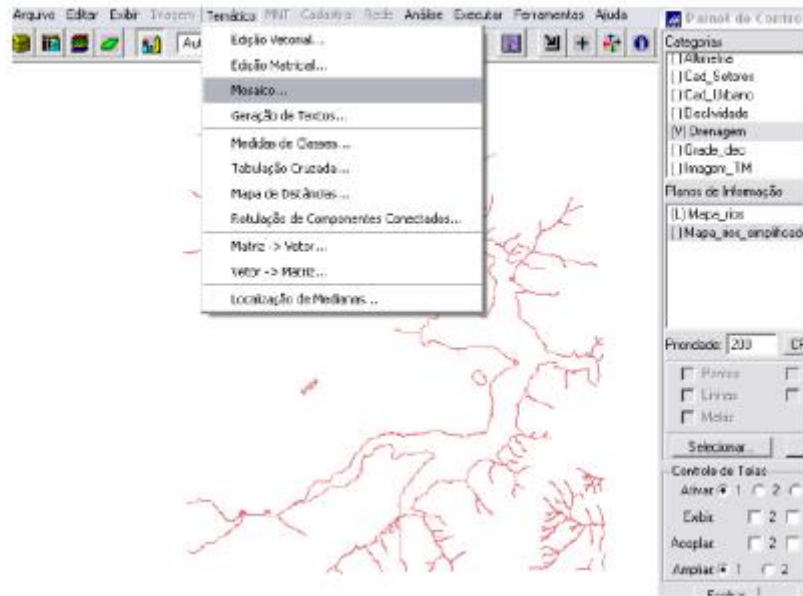 Arquivo Editar Exibir Imagem Temático MNT Cadastral Rede Análise Executar Ferramentas Ajuda
Edição Vetorial...
Edição Matricial...
Mosaico...
Geração de Textos...
Medidas de Classes...
Tabulação Cruzada...
Mapa de Distâncias...
Rotulação de Componentes Conectados...
Matriz -> Vetor...
Vetor -> Matriz...
Localização de Medianas...
Painel de Contro
Categorias
( ) Altimetria
( ) Cad_Setores
( ) Cad_Urbano
( ) Declividade
(V) Drenagem
( ) Grade_dec
( ) Imagem_TM
Planos de Informação
(L) Mapa_rios
( ) Mapa_rios_simplificado
Prioridade: 200
Pontos
Linhas
Selecionar...
Controle de Telas
Ativar 1 2
Exibir 2
Acoplar 2
Ampliar 1 2